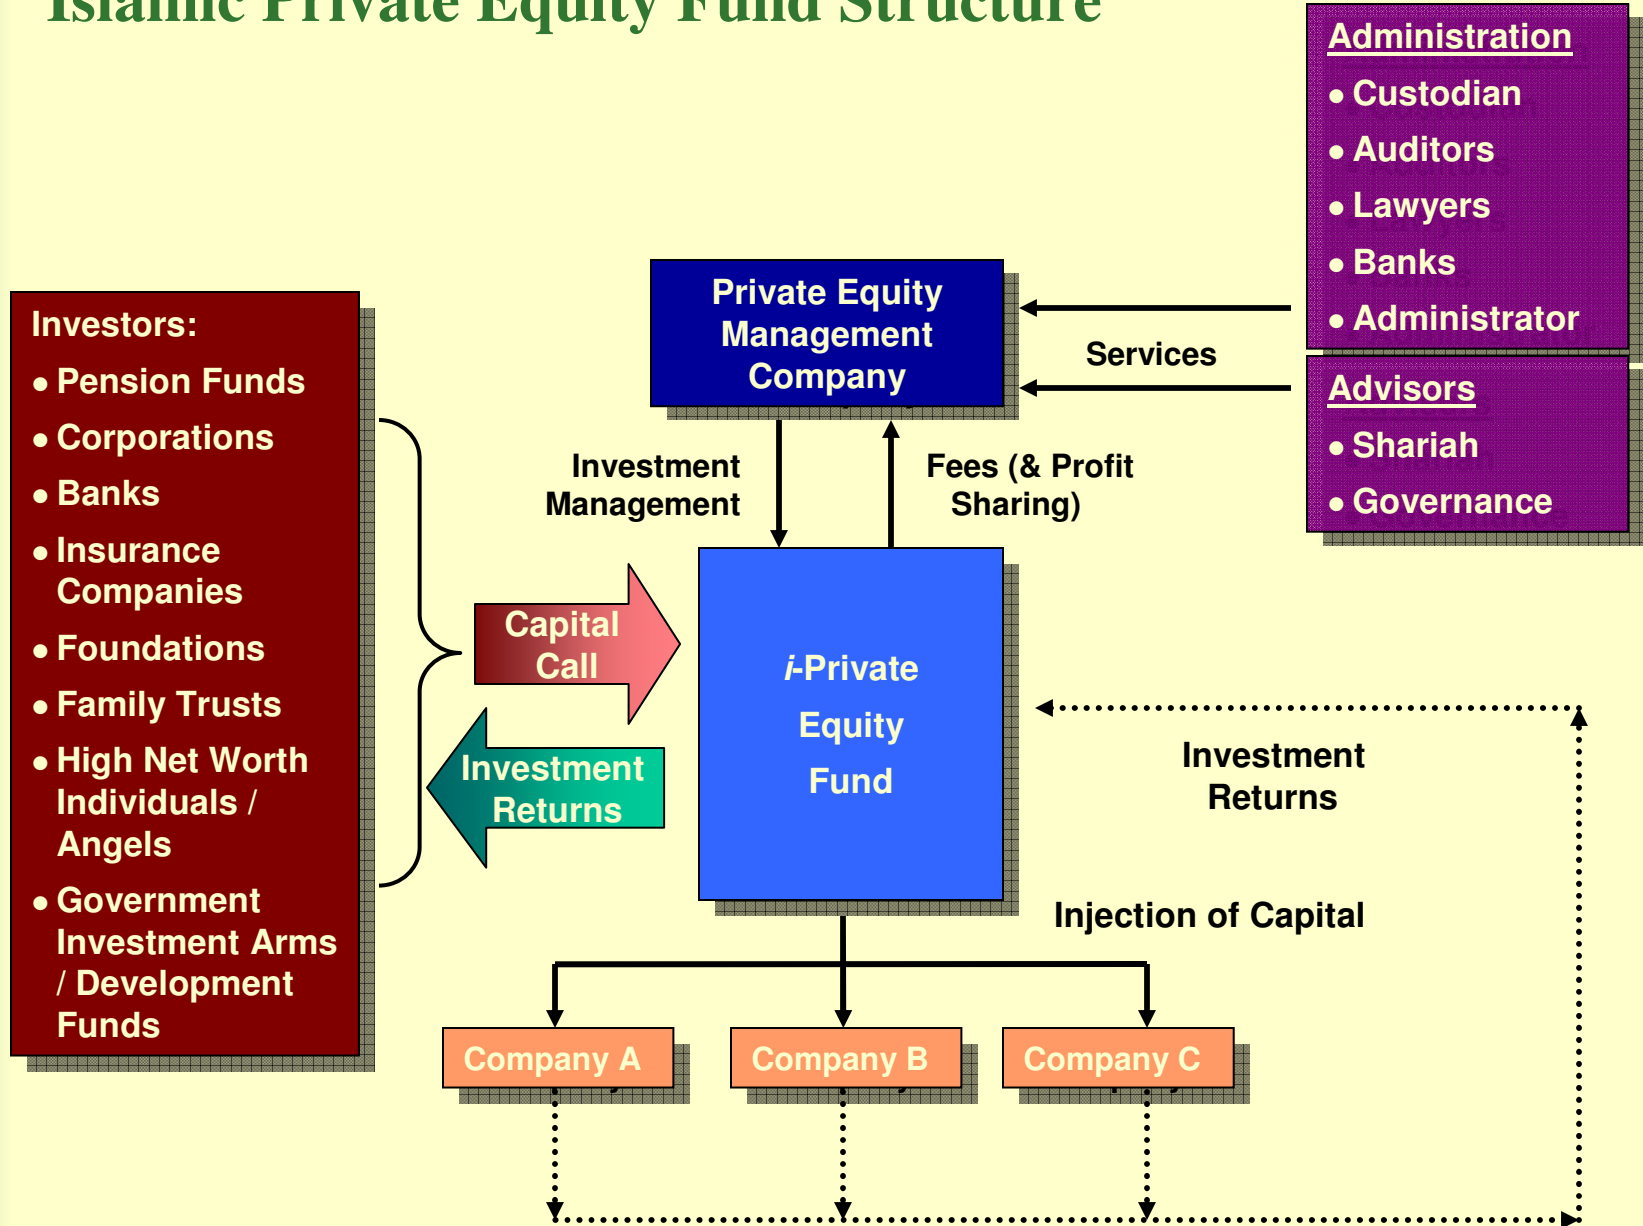 Islamic Private Equity Fund Structure
Administration
● Custodian
● Auditors
● Lawyers
● Banks
● Administrator
Advisors
● Shariah
● Governance
Services
Private Equity
Management
Company
Investors:
● Pension Funds
● Corporations
● Banks
● Insurance
Companies
● Foundations
● Family Trusts
● High Net Worth
Individuals /
Angels
● Government
Investment Arms
/ Development
Funds
Investment
Management
Fees (& Profit
Sharing)
Capital
Call
Investment
Returns
i-Private
Equity
Fund
Investment
Returns
Injection of Capital
Company A
Company B
Company C